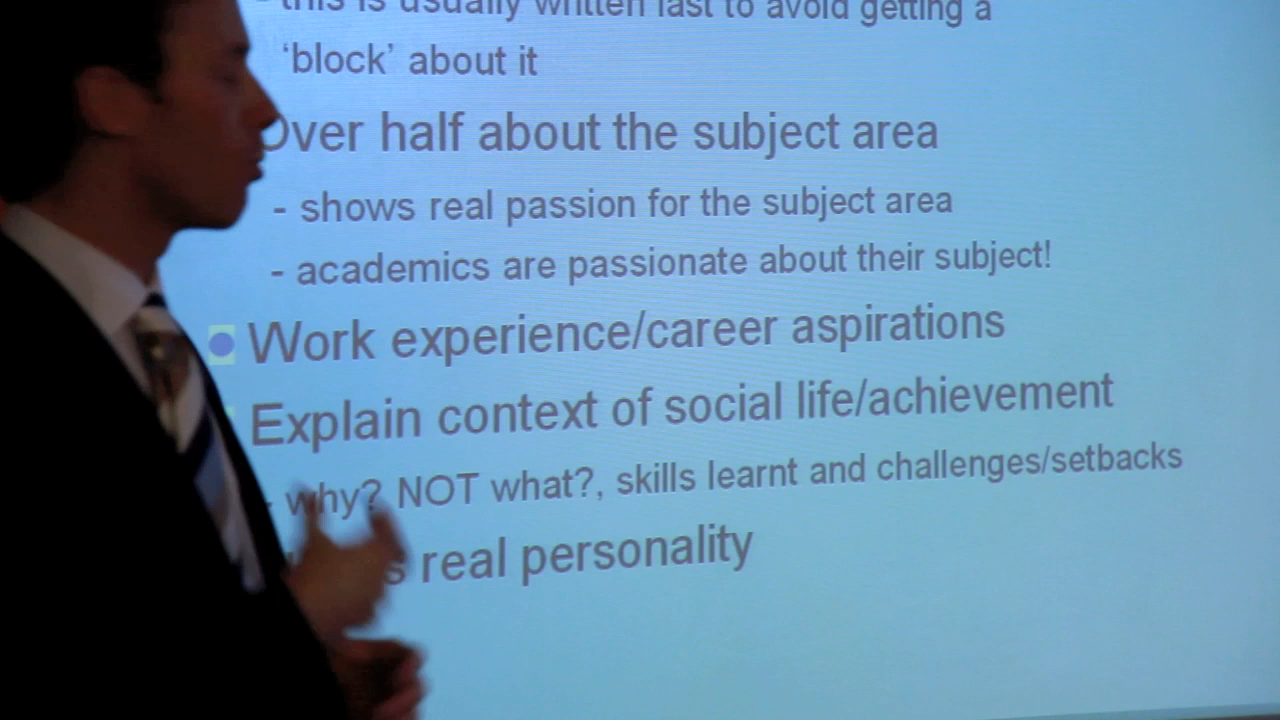 this is usually written last to avoid getting a
‘block’ about it
Over half about the subject area
- shows real passion for the subject area
- academics are passionate about their subject!
Work experience/career aspirations
Explain context of social life/achievement
- why? NOT what?, skills learnt and challenges/setbacks
real personality